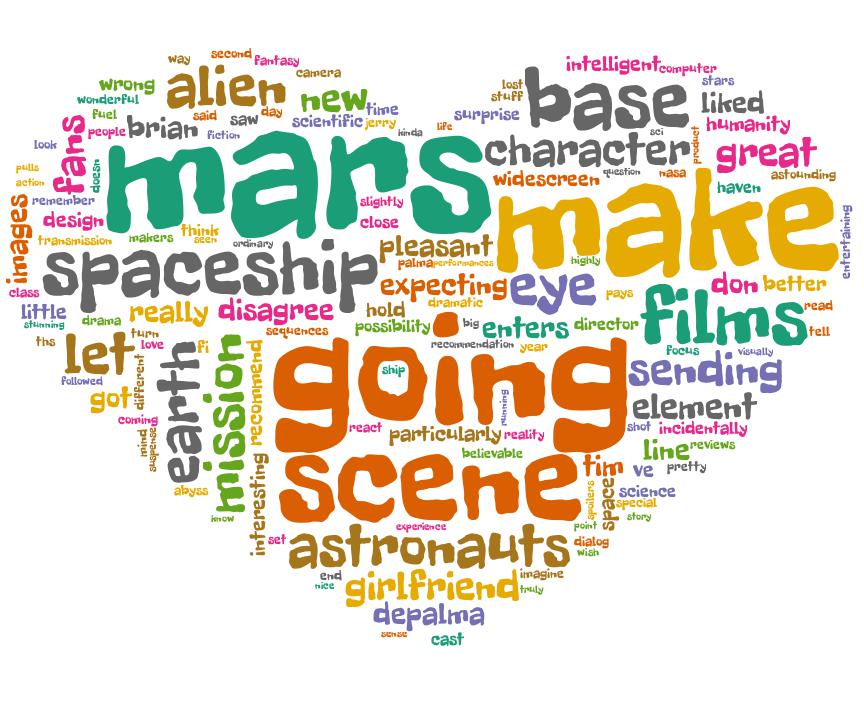 way second fantasy
camera
wrong alien
wonderful
new time
fuel said saw day
scientific jerry
people brian fiction kinda life
look fans
mars
intelligent computer
lost stars
stuff base liked
surprise
humanity
character sci product great
question nasa
widescreen
astounding
haven
pulls doesn
action
remember
images design
slightly
close
make
entertaining
transmission makers think
seen ordinary
pleasant
palma performances highly
spaceship
expecting eye pays don better
class
dramatic
little really disagree hold
films read
stunning drama
turn sequences possibility big enters director tell
ths let love fi
recommendation year
focus visually
followed
earth mission recommend
going
ship
running
sending
got different
element
coming
mind suspense
react particularly reality
shot incidentally
believable
line reviews
scene
tim ve pretty
abyss
interesting
spoilers space science
special
know
experience
point story
set astronauts dialog
wish
end imagine
nice girlfriend truly
depalma
sense cast